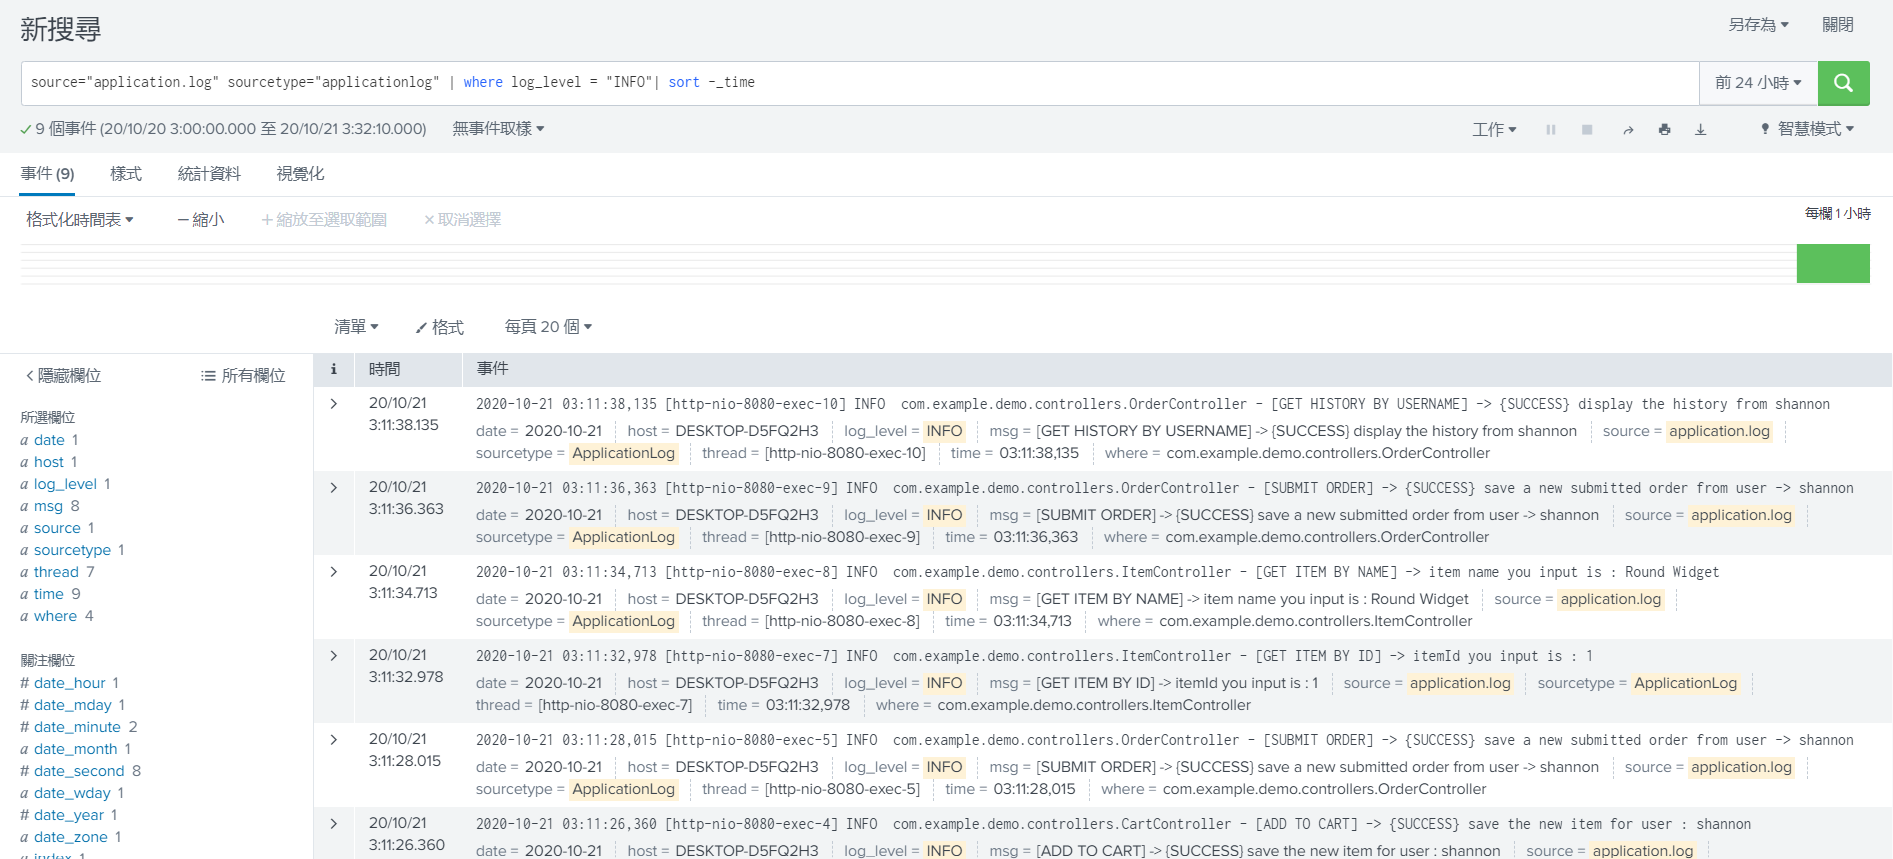 新搜尋
另存為 關閉
source="application.log" sourcetype="applicationlog" | where log_level = "INFO"| sort -_time
前 24 小時
9 個事件 (20/10/20 3:00:00.000 至 20/10/21 3:32:10.000) 無事件取樣
工作 智慧模式
事件 (9) 樣式 統計資料 視覺化
格式化時間表 — 縮小 + 縮放至選取範圍 × 取消選擇
每欄 1 小時
清單 格式 每頁 20 個
隱藏欄位 所有欄位
所選欄位
a date 1
a host 1
a log_level 1
a msg 8
a source 1
a sourcetype 1
a thread 7
a time 9
a where 4
關注欄位
# date_hour 1
# date_mday 1
# date_minute 2
a date_month 1
# date_second 8
a date_wday 1
# date_year 1
a date_zone 1
a index 1
i 時間 事件
20/10/21
3:11:38.135
2020-10-21 03:11:38,135 [http-nio-8080-exec-10] INFO com.example.demo.controllers.OrderController - [GET HISTORY BY USERNAME] -> {SUCCESS} display the history from shannon
date = 2020-10-21 host = DESKTOP-D5FQ2H3 log_level = INFO msg = [GET HISTORY BY USERNAME] -> {SUCCESS} display the history from shannon source = application.log
sourcetype = ApplicationLog thread = [http-nio-8080-exec-10] time = 03:11:38,135 where = com.example.demo.controllers.OrderController
20/10/21
3:11:36.363
2020-10-21 03:11:36,363 [http-nio-8080-exec-9] INFO com.example.demo.controllers.OrderController - [SUBMIT ORDER] -> {SUCCESS} save a new submitted order from user -> shannon
date = 2020-10-21 host = DESKTOP-D5FQ2H3 log_level = INFO msg = [SUBMIT ORDER] -> {SUCCESS} save a new submitted order from user -> shannon source = application.log
sourcetype = ApplicationLog thread = [http-nio-8080-exec-9] time = 03:11:36,363 where = com.example.demo.controllers.OrderController
20/10/21
3:11:34.713
2020-10-21 03:11:34,713 [http-nio-8080-exec-8] INFO com.example.demo.controllers.ItemController - [GET ITEM BY NAME] -> item name you input is : Round Widget
date = 2020-10-21 host = DESKTOP-D5FQ2H3 log_level = INFO msg = [GET ITEM BY NAME] -> item name you input is : Round Widget source = application.log
sourcetype = ApplicationLog thread = [http-nio-8080-exec-8] time = 03:11:34,713 where = com.example.demo.controllers.ItemController
20/10/21
3:11:32.978
2020-10-21 03:11:32,978 [http-nio-8080-exec-7] INFO com.example.demo.controllers.ItemController - [GET ITEM BY ID] -> itemId you input is : 1
date = 2020-10-21 host = DESKTOP-D5FQ2H3 log_level = INFO msg = [GET ITEM BY ID] -> itemId you input is : 1 source = application.log sourcetype = ApplicationLog
thread = [http-nio-8080-exec-7] time = 03:11:32,978 where = com.example.demo.controllers.ItemController
20/10/21
3:11:28.015
2020-10-21 03:11:28,015 [http-nio-8080-exec-5] INFO com.example.demo.controllers.OrderController - [SUBMIT ORDER] -> {SUCCESS} save a new submitted order from user -> shannon
date = 2020-10-21 host = DESKTOP-D5FQ2H3 log_level = INFO msg = [SUBMIT ORDER] -> {SUCCESS} save a new submitted order from user -> shannon source = application.log
sourcetype = ApplicationLog thread = [http-nio-8080-exec-5] time = 03:11:28,015 where = com.example.demo.controllers.OrderController
20/10/21
3:11:26.360
2020-10-21 03:11:26,360 [http-nio-8080-exec-4] INFO com.example.demo.controllers.CartController - [ADD TO CART] -> {SUCCESS} save the new item for user : shannon
date = 2020-10-21 host = DESKTOP-D5FQ2H3 log_level = INFO msg = [ADD TO CART] -> {SUCCESS} save the new item for user : shannon source = application.log